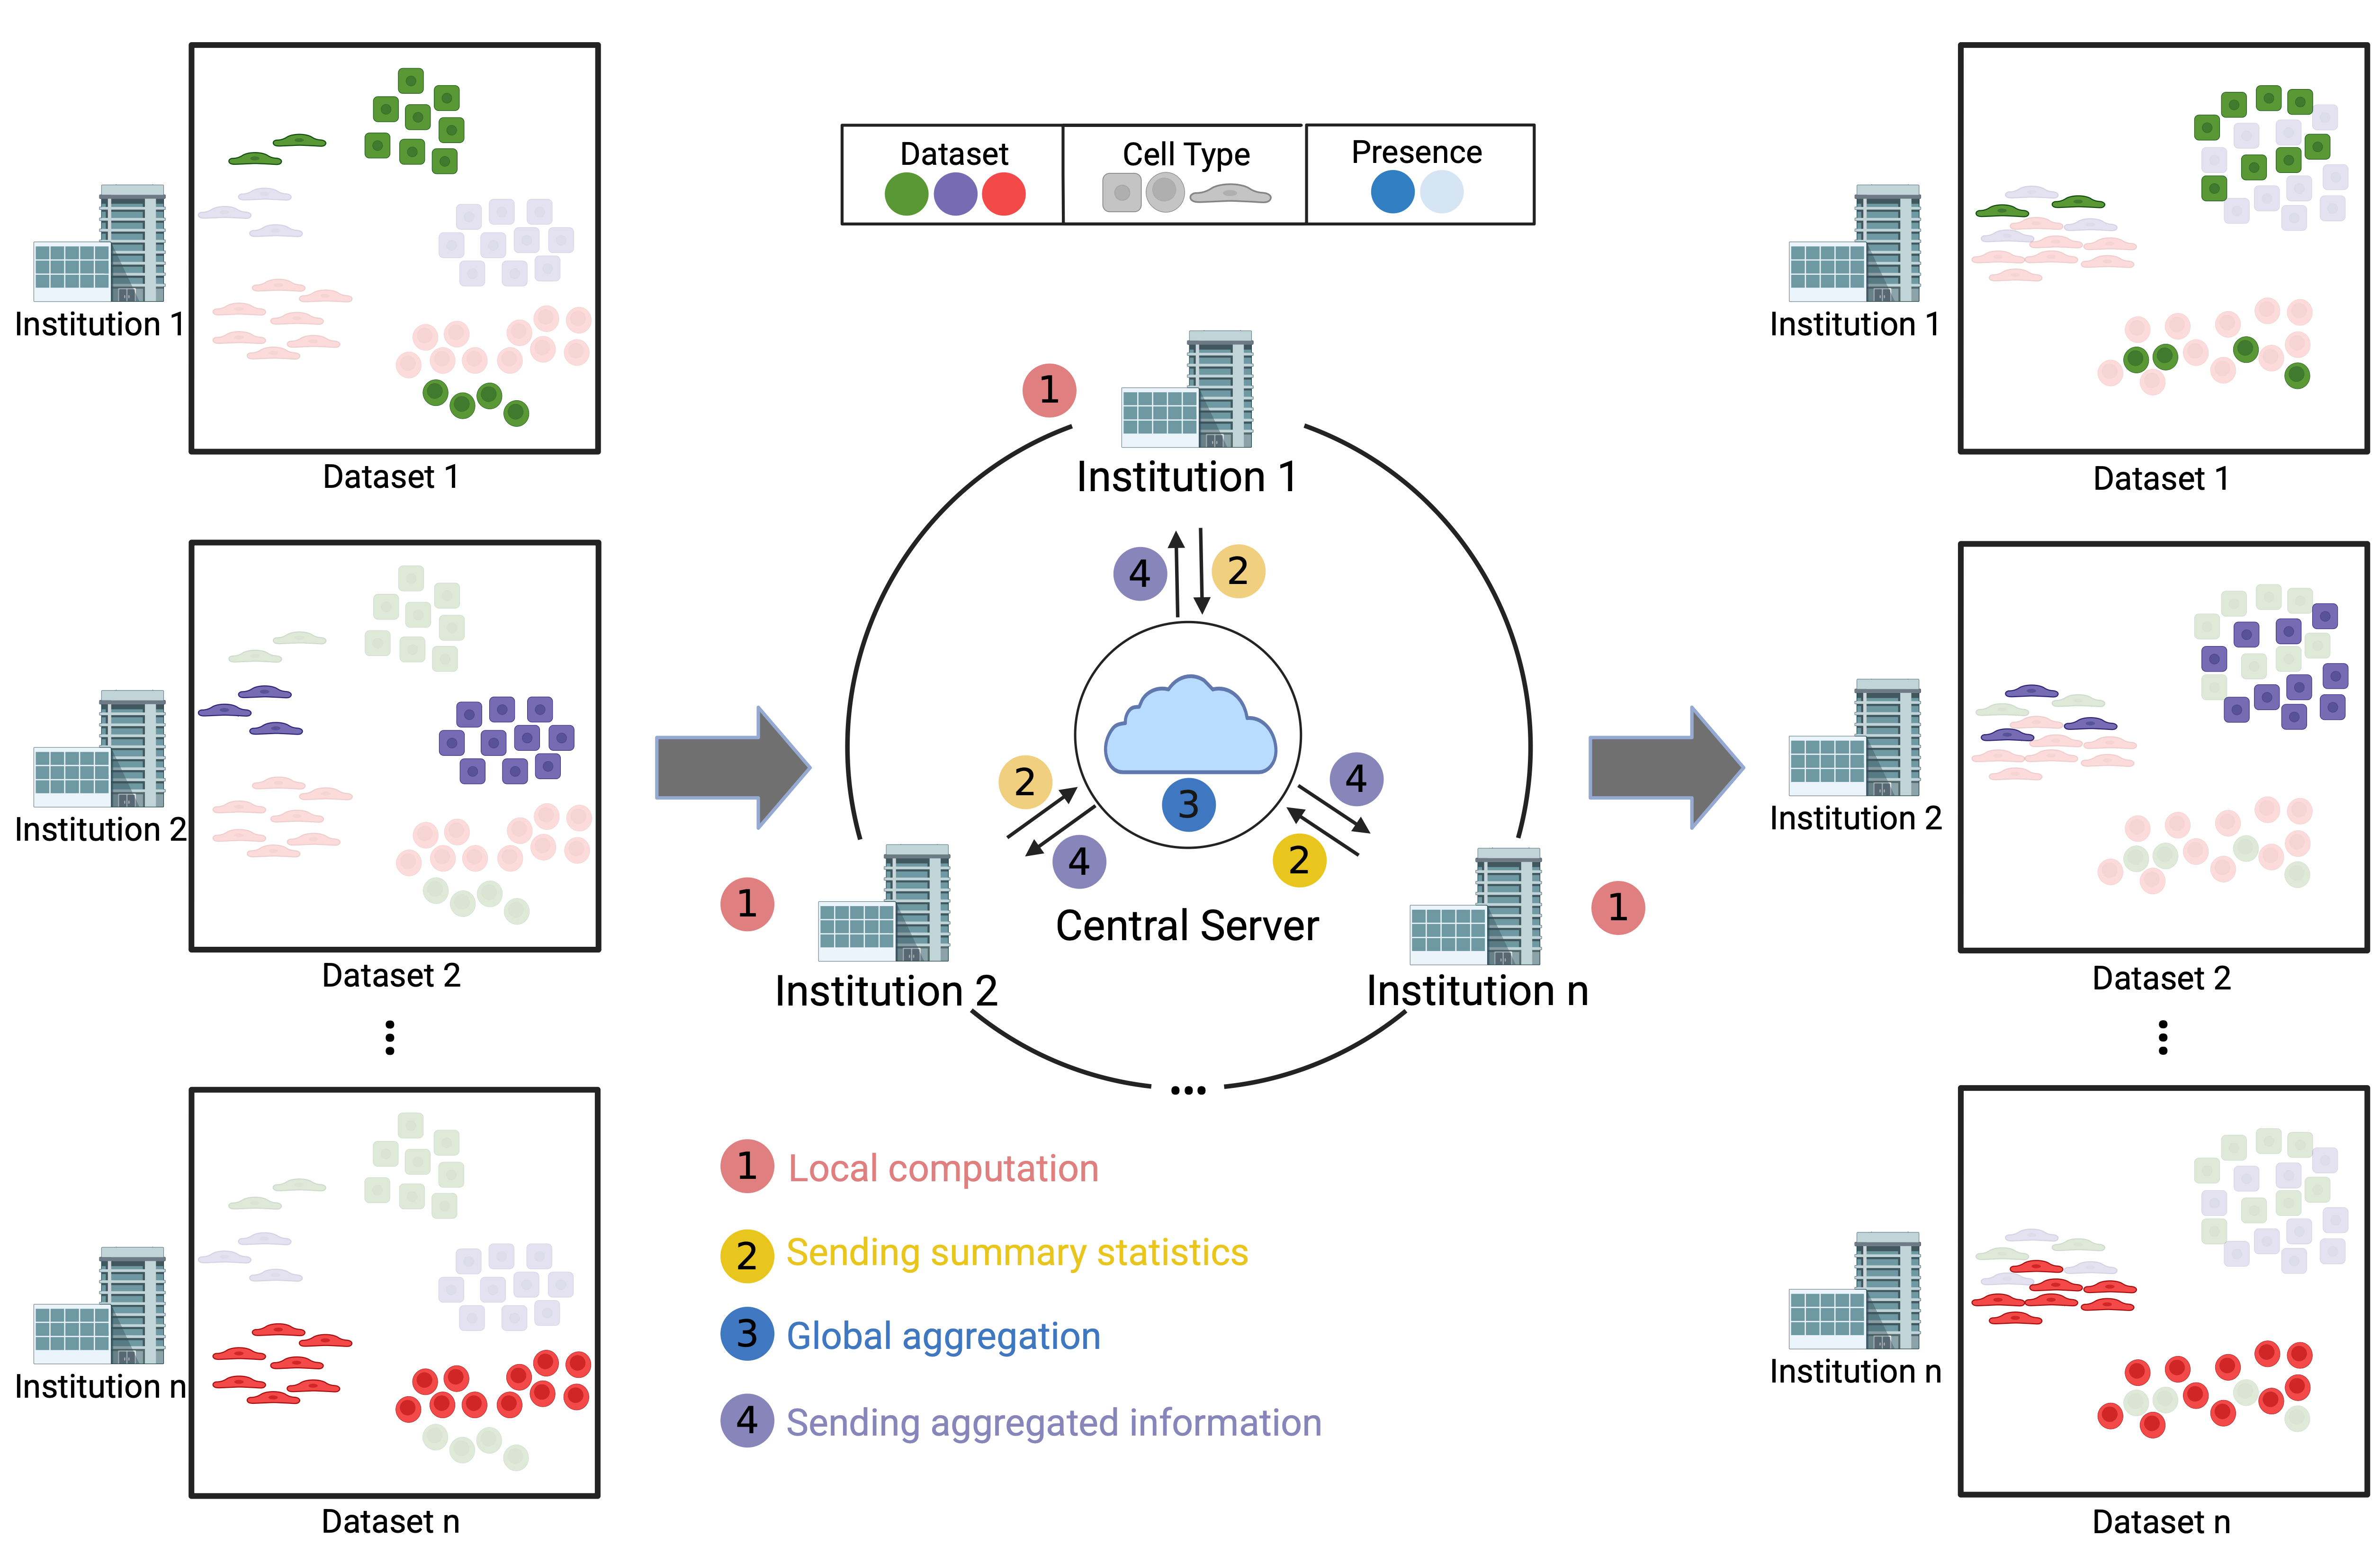 Institution 1
Dataset 1
Institution 2
Dataset 2
Institution n
Dataset n
Dataset
Cell Type
Presence
1
Institution 1
4
2
2
4
3
4
2
1
1
Central Server
Institution 2
Institution n
...
1 Local computation
2 Sending summary statistics
3 Global aggregation
4 Sending aggregated information
Institution 1
Dataset 1
Institution 2
Dataset 2
Institution n
Dataset n